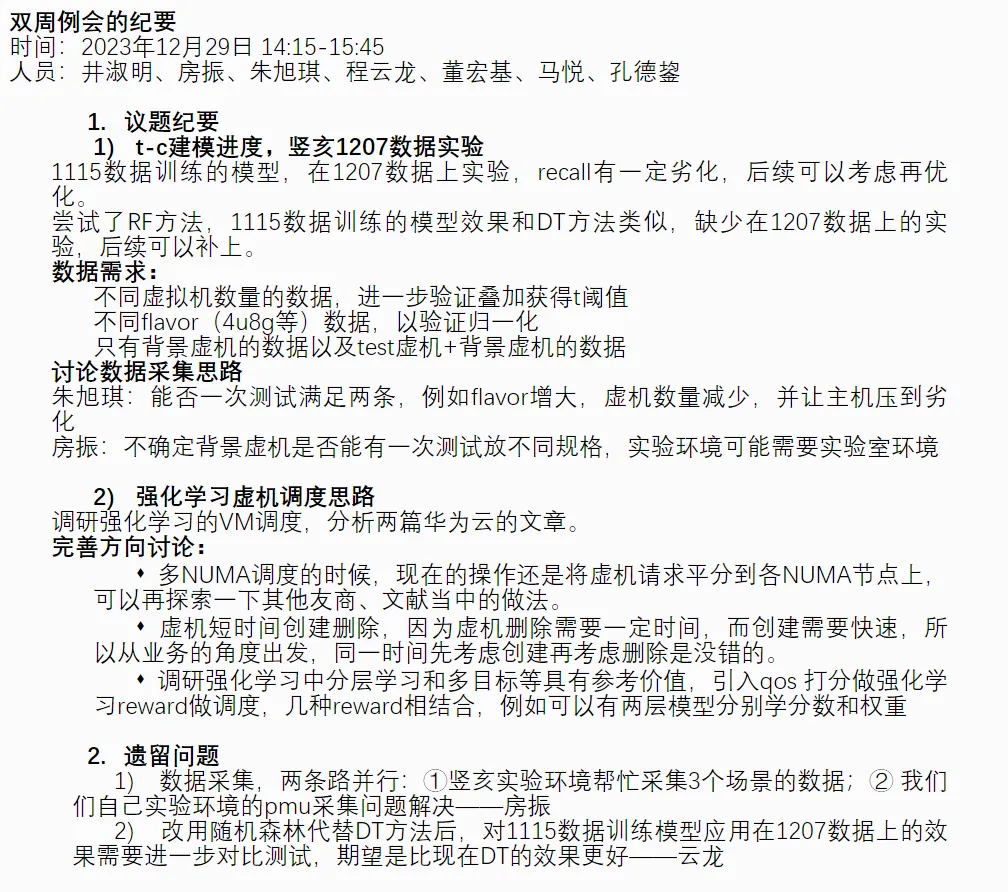 双周例会的纪要
时间：2023年12月29日 14:15-15:45
人员：井淑明、房振、朱旭琪、程云龙、董宏基、马悦、孔德鋆
1. 议题纪要
1) t-c建模进度，竖亥1207数据实验
1115数据训练的模型，在1207数据上实验，recall有一定劣化，后续可以考虑再优
化。
尝试了RF方法，1115数据训练的模型效果和DT方法类似，缺少在1207数据上的实
验，后续可以补上。
数据需求：
不同虚拟机数量的数据，进一步验证叠加获得t阈值
不同flavor（4u8g等）数据，以验证归一化
只有背景虚机的数据以及test虚机+背景虚机的数据
讨论数据采集思路
朱旭琪：能否一次测试满足两条，例如flavor增大，虚机数量减少，并让主机压到劣
化
房振：不确定背景虚机是否能有一次测试放不同规格，实验环境可能需要实验室环境
2) 强化学习虚机调度思路
调研强化学习的VM调度，分析两篇华为云的文章。
完善方向讨论：
♦ 多NUMA调度的时候，现在的操作还是将虚机请求平分到各NUMA节点上，
可以再探索一下其他友商、文献当中的做法。
♦ 虚机短时间创建删除，因为虚机删除需要一定时间，而创建需要快速，所
以从业务的角度出发，同一时间先考虑创建再考虑删除是没错的。
♦ 调研强化学习中分层学习和多目标等具有参考价值，引入qos 打分做强化学
习reward做调度，几种reward相结合，例如可以有两层模型分别学分数和权重
2. 遗留问题
1) 数据采集，两条路并行：①竖亥实验环境帮忙采集3个场景的数据；② 我们
们自己实验环境的pmu采集问题解决——房振
2) 改用随机森林代替DT方法后，对1115数据训练模型应用在1207数据上的效
果需要进一步对比测试，期望是比现在DT的效果更好——云龙